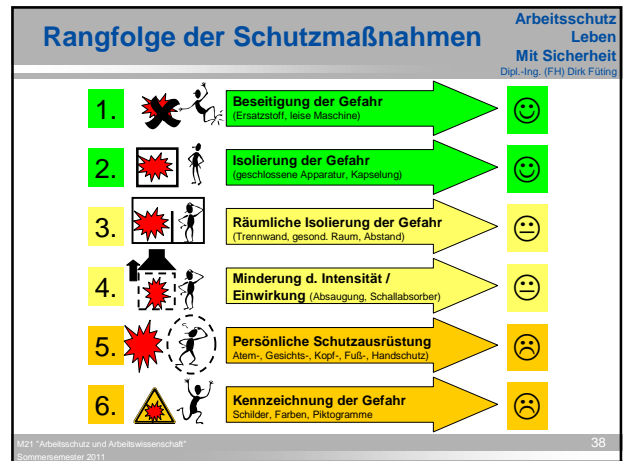 Rangfolge der Schutzmaßnahmen
Arbeitsschutz
Leben
Mit Sicherheit
Dipl.-Ing. (FH) Dirk Füting
1.
Beseitigung der Gefahr
(Ersatzstoff, leise Maschine)
2.
Isolierung der Gefahr
(geschlossene Apparatur, Kapselung)
3.
Räumliche Isolierung der Gefahr
(Trennwand, gesond. Raum, Abstand)
4.
Minderung d. Intensität /
Einwirkung (Absaugung, Schallabsorber)
5.
Persönliche Schutzausrüstung
Atem-, Gesichts-, Kopf-, Fuß-, Handschutz)
6.
Kennzeichnung der Gefahr
Schilder, Farben, Piktogramme
M21 "Arbeitsschutz und Arbeitswissenschaft"
Sommersemester 2011
38